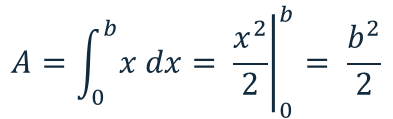 A = ∫₀ᵇ x dx = x²/2 |₀ᵇ = b²/2